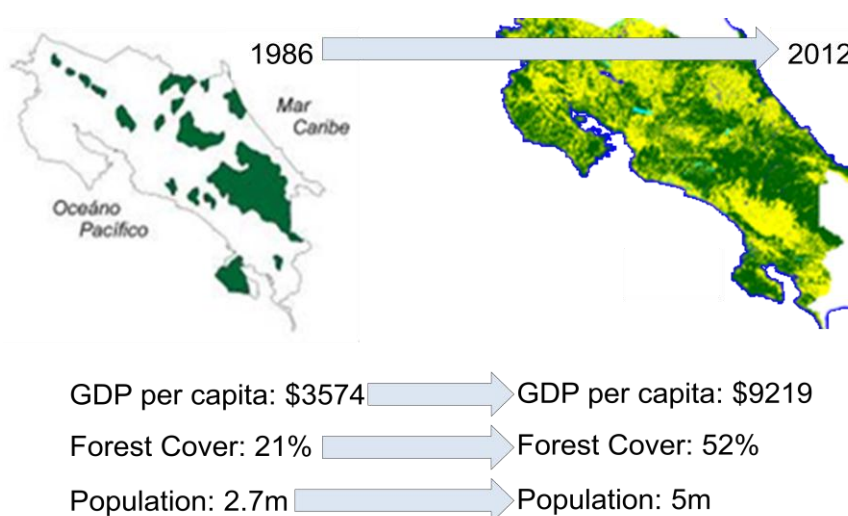 1986
2012
Mar
Caribe
Oceáno
Pacífico
GDP per capita: $3574
GDP per capita: $9219
Forest Cover: 21%
Forest Cover: 52%
Population: 2.7m
Population: 5m